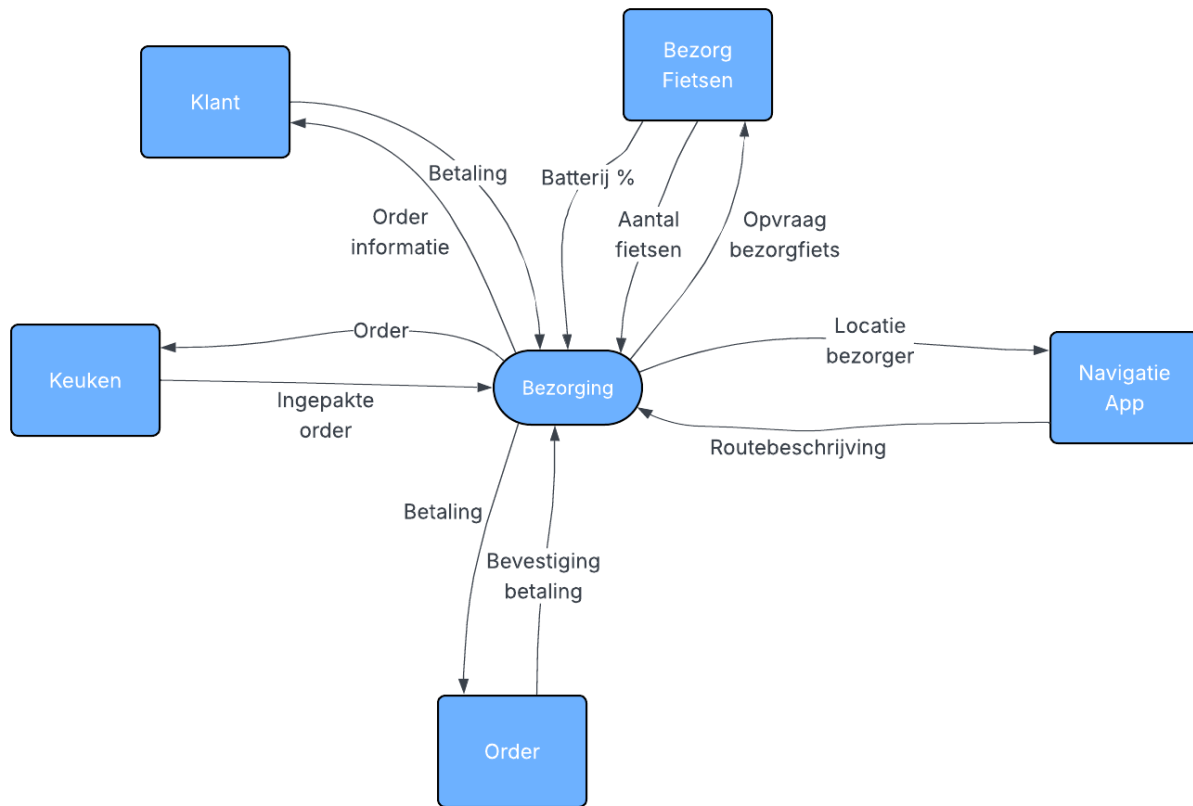 Bezorg
Fietsen
Klant
Betaling
Batterij %
Order
informatie
Aantal
fietsen
Opvraag
bezorgfiets
Order
Locatie
bezorger
Keuken
Bezorging
Navigatie
App
Ingepakte
order
Routebeschrijving
Betaling
Bevestiging
betaling
Order